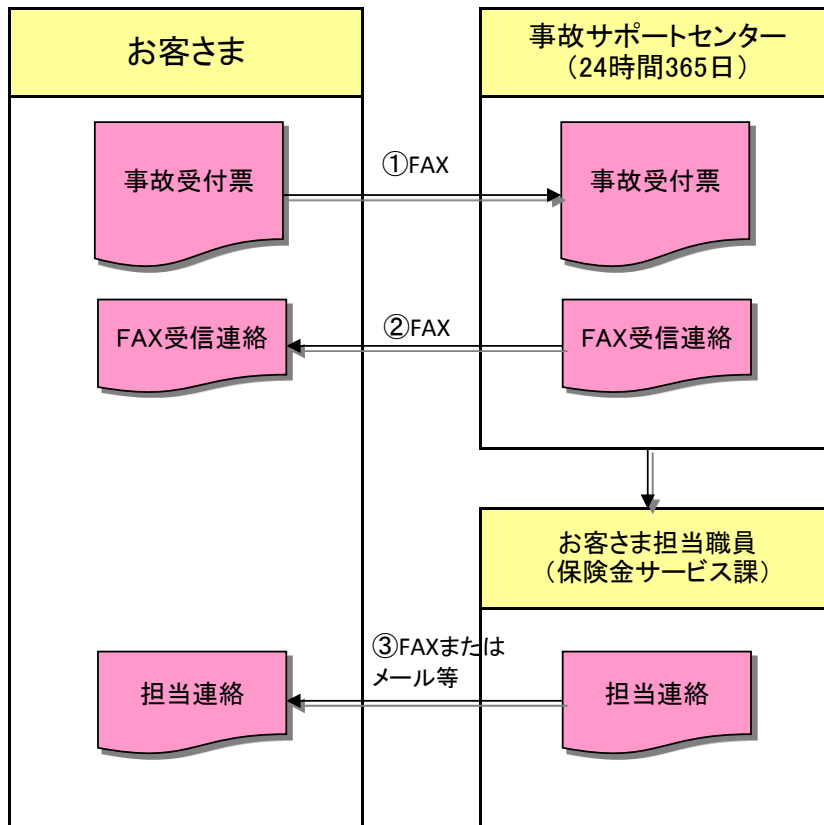 お客さま
事故サポートセンター
（24時間365日）
事故受付票
①FAX
事故受付票
FAX受信連絡
②FAX
FAX受信連絡
お客さま担当職員
（保険金サービス課）
③FAXまたは
メール等
担当連絡
担当連絡